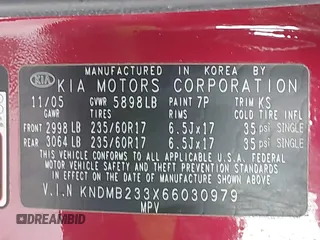 MANUFACTURED IN KOREA BY
KIA KIA MOTORS CORPORATION
11/05 GVWR 5898LB PAINT 7P TRIM KS
GAWR TIRES RIMS COLD TIRE INFL
FRONT 2998 LB 235/60R17 6.5Jx17 35 psi SINGLE
REAR 3064 LB 235/60R17 6.5Jx17 35 psi SINGLE
THIS VEHICLE CONFORMS TO ALL APPLICABLE FEDERAL
MOTOR VEHICLE SAFETY AND THEFT PREVENTION
STANDARDS IN EFFECT ON THE DATE OF
MANUFACTURE SHOWN ABOVE.
V.I.N KNDMB233X66030979
MPV
DREAMBID